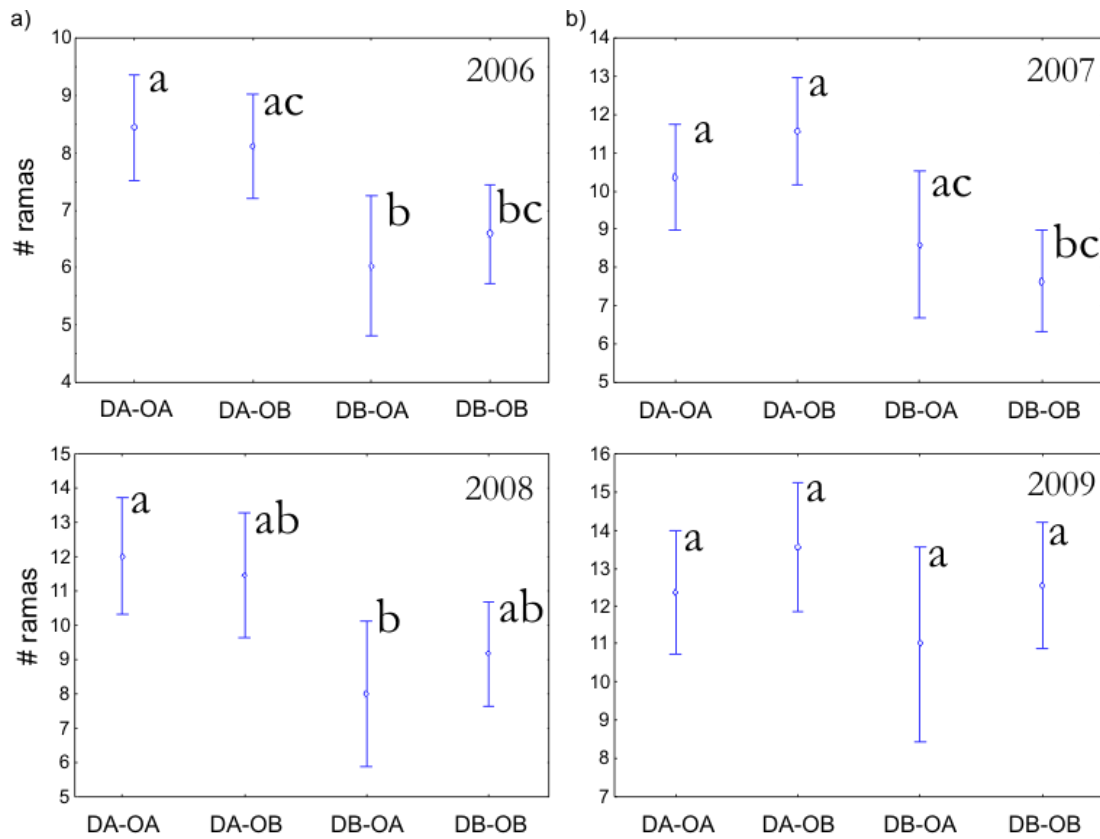 a)
10
9
8
7
6
5
4
# ramas
2006
a
ac
b
bc
DA-OA DA-OB DB-OA DB-OB
b)
14
13
12
11
10
9
8
7
6
5
2007
a
a
ac
bc
DA-OA DA-OB DB-OA DB-OB
15
14
13
12
11
10
9
8
7
6
5
# ramas
2008
a
ab
b
ab
DA-OA DA-OB DB-OA DB-OB
16
15
14
13
12
11
10
9
8
7
2009
a
a
a
a
DA-OA DA-OB DB-OA DB-OB